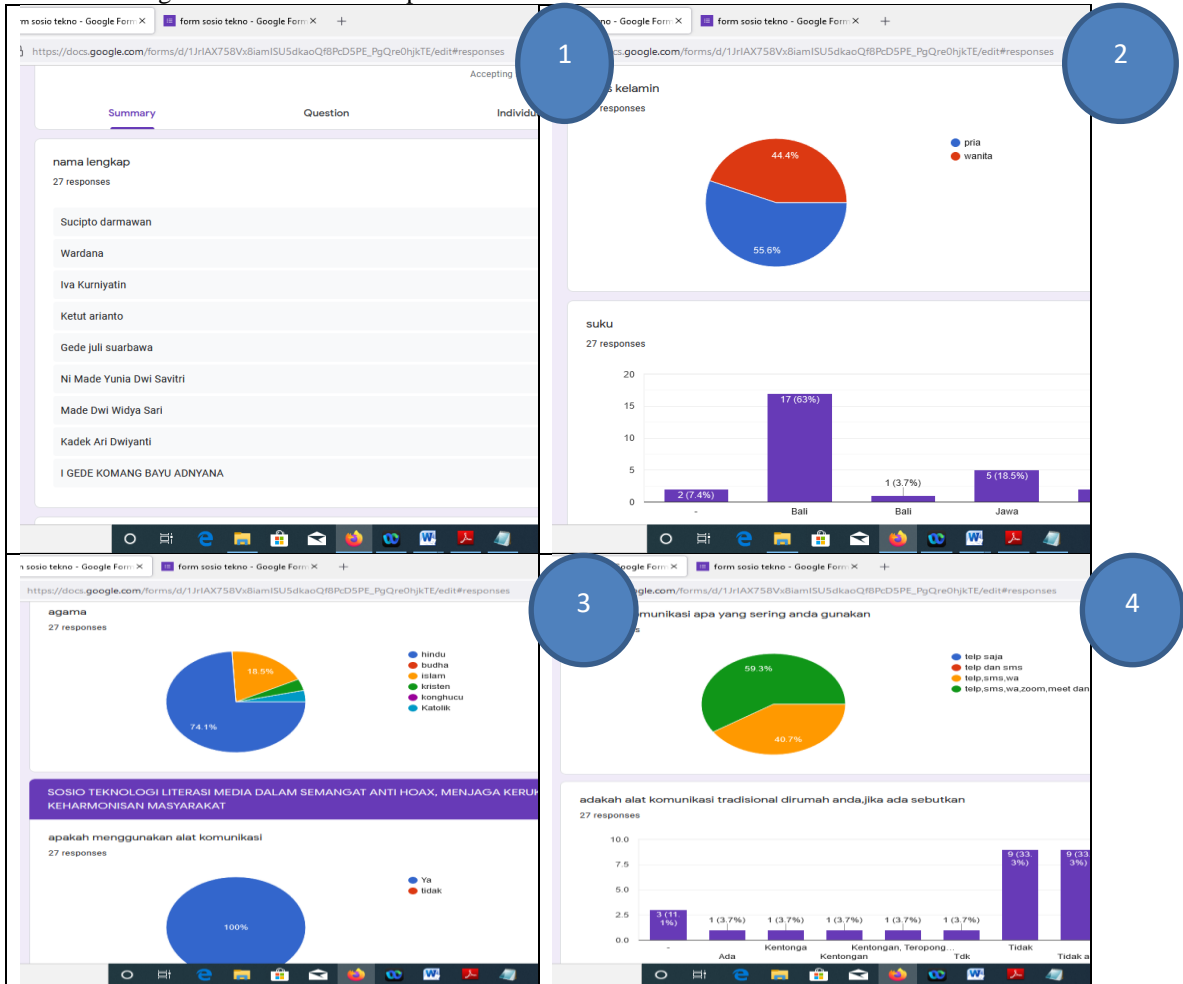 m sosio tekno - Google Form
form sosio tekno - Google Form
https://docs.google.com/forms/d/1JrIAX758Vx8iamISU5dkaoQf8PcD5PE_PgQre0hjkTE/edit#responses
1
Accepting
Summary
Question
Individu
nama lengkap
27 responses
Sucipto darmawan
Wardana
Iva Kurniyatin
Ketut arianto
Gede juli suarbawa
Ni Made Yunia Dwi Savitri
Made Dwi Widya Sari
Kadek Ari Dwiyanti
I GEDE KOMANG BAYU ADNYANA
no - Google Form
form sosio tekno - Google Form
cs.google.com/forms/d/1JrIAX758Vx8iamISU5dkaoQf8PcD5PE_PgQre0hjkTE/edit#responses
2
kelamin
responses
44.4%
55.6%
pria
wanita
suku
27 responses
20
15
10
5
0
2 (7.4%)
17 (63%)
1 (3.7%)
5 (18.5%)
-
Bali
Bali
Jawa
n sosio tekno - Google Form
form sosio tekno - Google Form
https://docs.google.com/forms/d/1JrIAX758Vx8iamISU5dkaoQf8PcD5PE_PgQre0hjkTE/edit#responses
3
agama
27 responses
18.5%
74.1%
hindu
budha
islam
kristen
konghucu
Katolik
SOSIO TEKNOLOGI LITERASI MEDIA DALAM SEMANGAT ANTI HOAX, MENJAGA KERUK
KEHARMONISAN MASYARAKAT
apakah menggunakan alat komunikasi
27 responses
100%
Ya
tidak
oogle Form
form sosio tekno - Google Form
gle.com/forms/d/1JrIAX758Vx8iamISU5dkaoQf8PcD5PE_PgQre0hjkTE/edit#responses
4
munikasi apa yang sering anda gunakan
59.3%
40.7%
telp saja
telp dan sms
telp,sms,wa
telp,sms,wa,zoom,meet dan
adakah alat komunikasi tradisional dirumah anda,jika ada sebutkan
27 responses
10.0
7.5
5.0
2.5
0.0
3 (11.
1%)
1 (3.7%)
1 (3.7%)
1 (3.7%)
1 (3.7%)
1 (3.7%)
9 (33.
3%)
9 (33.
3%)
-
Ada
Kentonga
Kentongan
Kentongan, Teropong...
Tdk
Tidak
Tidak a